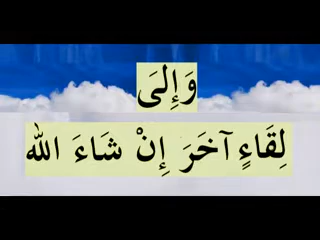 وَإِلَى
لِقَاءٍ آخَرَ إِنْ شَاءَ الله